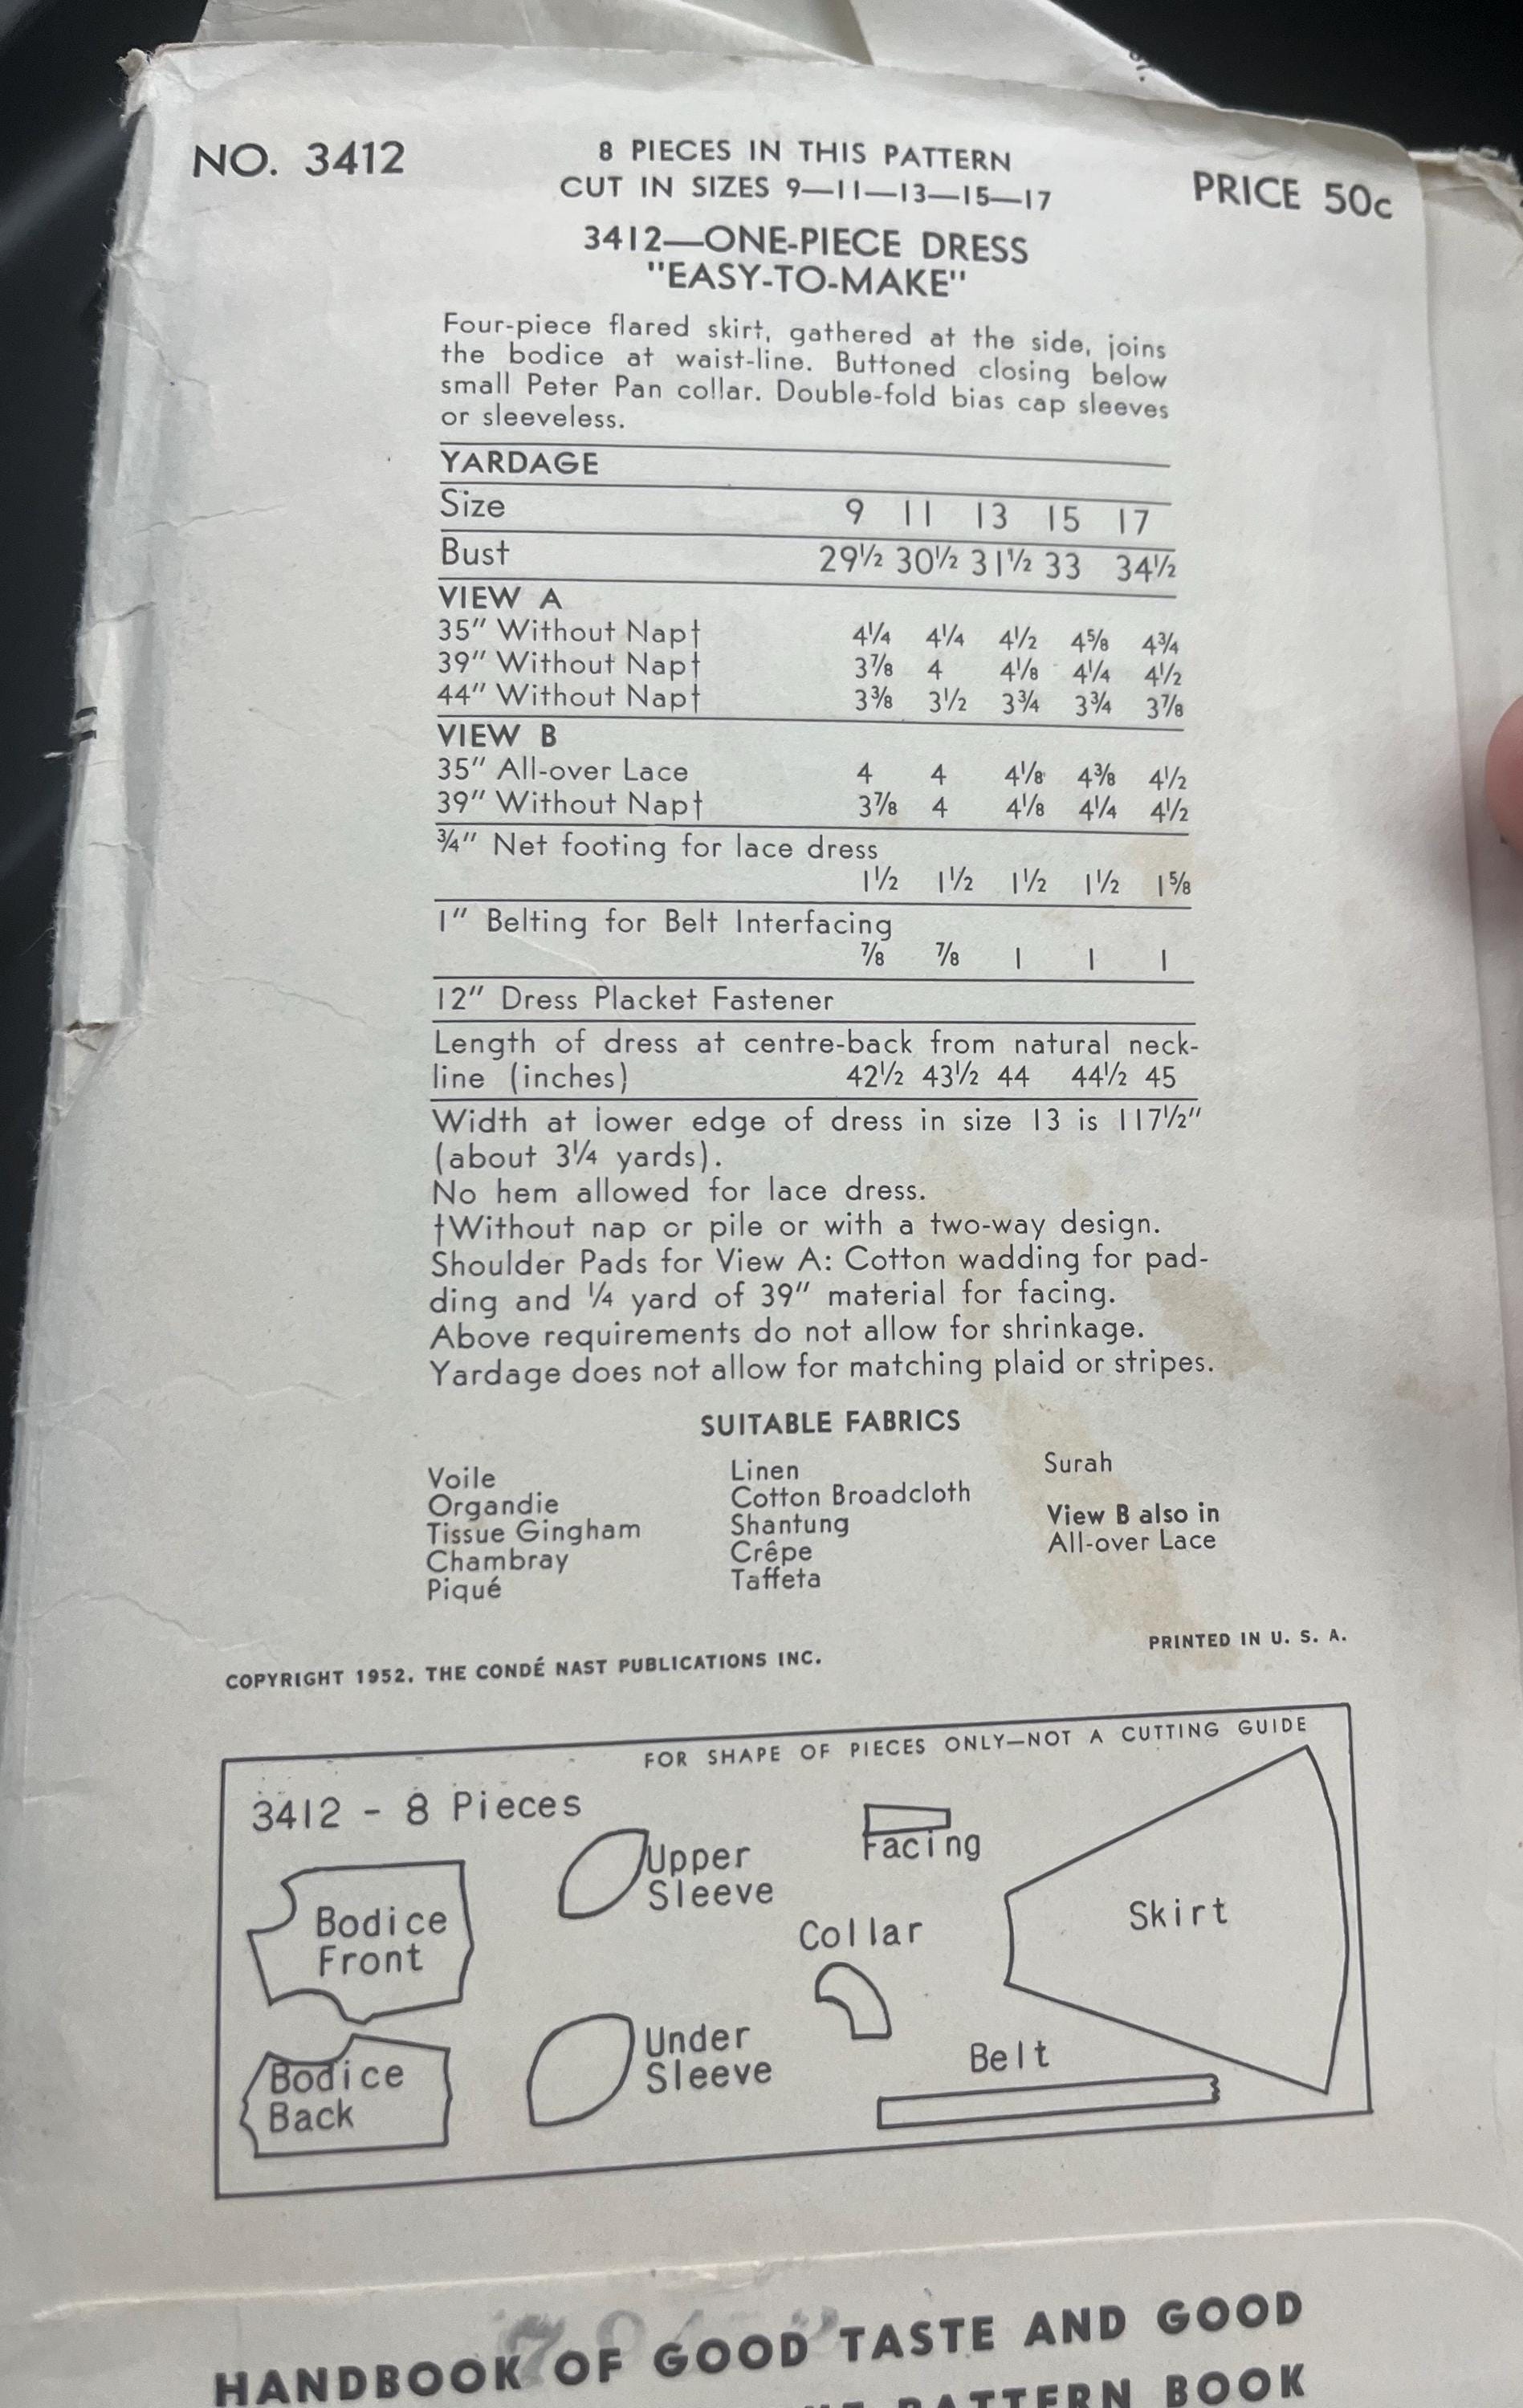 NO. 3412
8 PIECES IN THIS PATTERN
CUT IN SIZES 9—11—13—15—17
PRICE 50c
3412—ONE-PIECE DRESS
"EASY-TO-MAKE"
Four-piece flared skirt, gathered at the side, joins
the bodice at waist-line. Buttoned closing below
small Peter Pan collar. Double-fold bias cap sleeves
or sleeveless.
YARDAGE
Size 9 11 13 15 17
Bust 29½ 30½ 31½ 33 34½
VIEW A
35" Without Nap† 4¼ 4¼ 4½ 4⅝ 4¾
39" Without Nap† 3⅞ 4 4⅛ 4¼ 4½
44" Without Nap† 3⅜ 3½ 3¾ 3¾ 3⅞
VIEW B
35" All-over Lace 4 4 4⅛ 4⅜ 4½
39" Without Nap† 3⅞ 4 4⅛ 4¼ 4½
¾" Net footing for lace dress
1½ 1½ 1½ 1½ 1⅝
1" Belting for Belt Interfacing
⅞ ⅞ 1 1 1
12" Dress Placket Fastener
Length of dress at centre-back from natural neck-
line (inches) 42½ 43½ 44 44½ 45
Width at lower edge of dress in size 13 is 117½"
(about 3¼ yards).
No hem allowed for lace dress.
†Without nap or pile or with a two-way design.
Shoulder Pads for View A: Cotton wadding for pad-
ding and ¼ yard of 39" material for facing.
Above requirements do not allow for shrinkage.
Yardage does not allow for matching plaid or stripes.
SUITABLE FABRICS
Voile
Organdie
Tissue Gingham
Chambray
Piqué
Linen
Cotton Broadcloth
Shantung
Crêpe
Taffeta
Surah
View B also in
All-over Lace
COPYRIGHT 1952, THE CONDÉ NAST PUBLICATIONS INC.
PRINTED IN U. S. A.
FOR SHAPE OF PIECES ONLY—NOT A CUTTING GUIDE
3412 - 8 Pieces
Bodice
Front
Upper
Sleeve
Facing
Collar
Skirt
Bodice
Back
Under
Sleeve
Belt
HANDBOOK OF GOOD TASTE AND GOOD
PATTERN BOOK